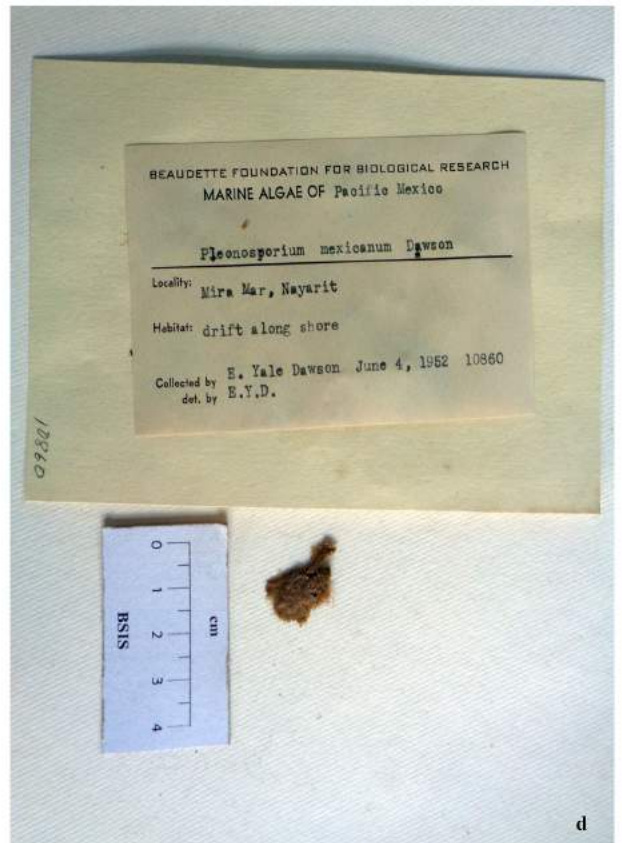 BEAUDETTE FOUNDATION FOR BIOLOGICAL RESEARCH
MARINE ALGAE OF Pacific Mexico
Pleonosporium mexicanum Dawson
Locality: Mira Mar, Nayarit
Habitat: drift along shore
Collected by E. Yale Dawson June 4, 1952 10860
det. by E.Y.D.
10860
0 1 2 3 4
cm
BSIS
d